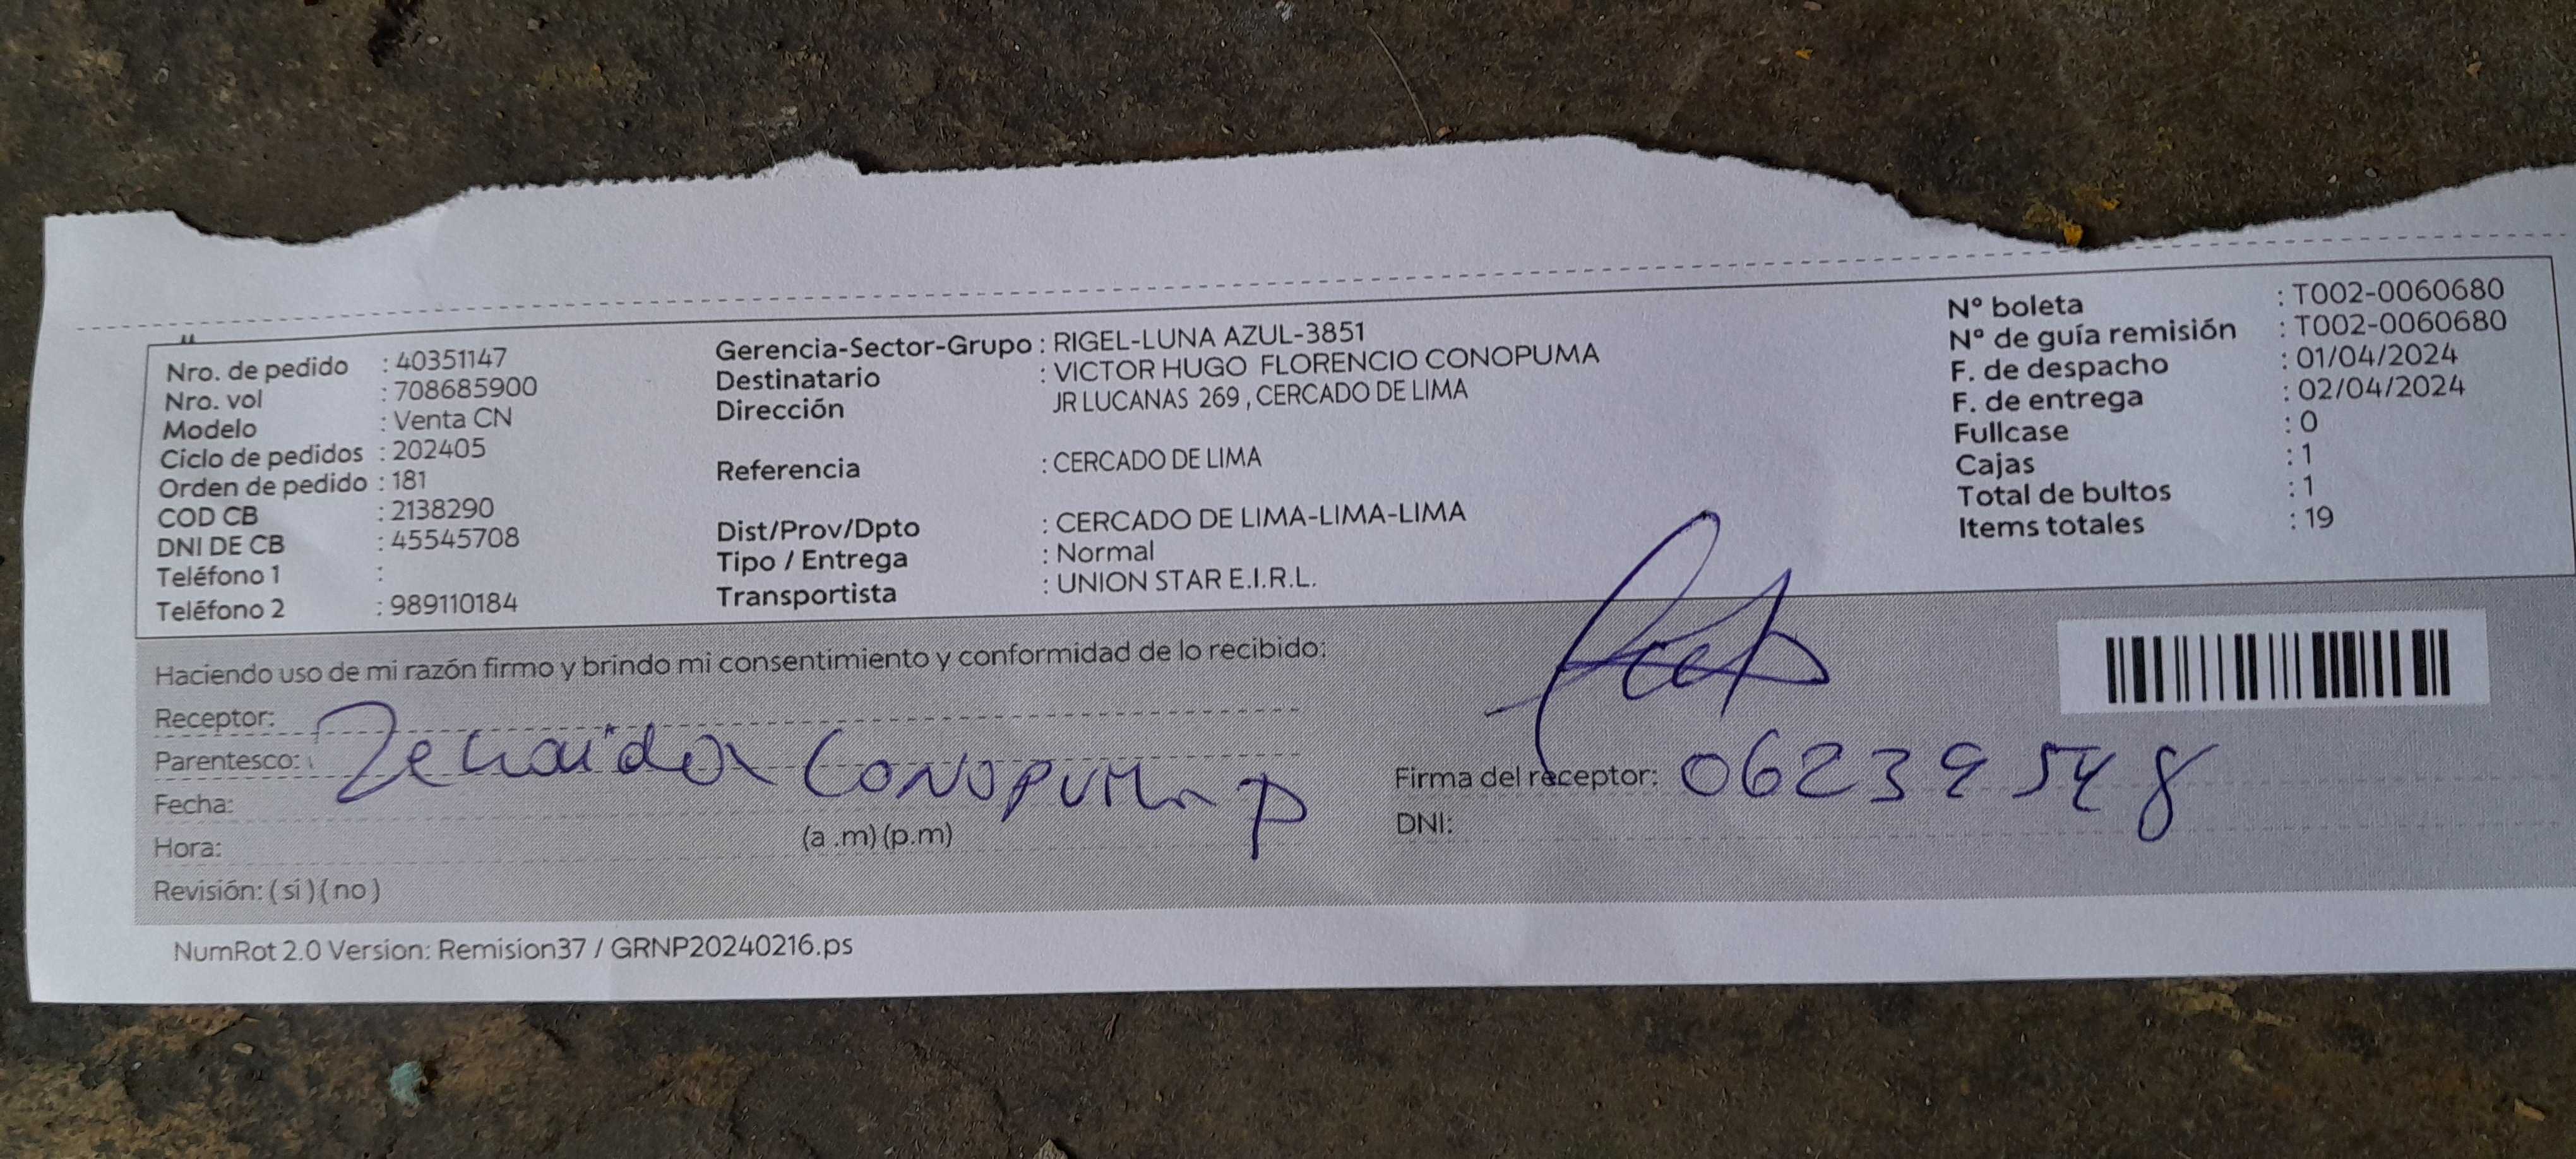 Nro. de pedido : 40351147
Nro. vol : 708685900
Modelo : Venta CN
Ciclo de pedidos : 202405
Orden de pedido : 181
COD CB : 2138290
DNI DE CB : 45545708
Teléfono 1 :
Teléfono 2 : 989110184
Gerencia-Sector-Grupo : RIGEL-LUNA AZUL-3851
Destinatario : VICTOR HUGO FLORENCIO CONOPUMA
Dirección JR LUCANAS 269 , CERCADO DE LIMA
Referencia : CERCADO DE LIMA
Dist/Prov/Dpto : CERCADO DE LIMA-LIMA-LIMA
Tipo / Entrega : Normal
Transportista : UNION STAR E.I.R.L.
N° boleta : T002-0060680
N° de guía remisión : T002-0060680
F. de despacho : 01/04/2024
F. de entrega : 02/04/2024
Fullcase : 0
Cajas : 1
Total de bultos : 1
Items totales : 19
Haciendo uso de mi razón firmo y brindo mi consentimiento y conformidad de lo recibido:
Receptor:
Parentesco: Zenaida Conopuma P
Fecha:
Hora: (a .m) (p.m)
Revisión: ( sí ) ( no )
Firma del receptor: 06239548
DNI:
NumRot 2.0 Version: Remision37 / GRNP20240216.ps